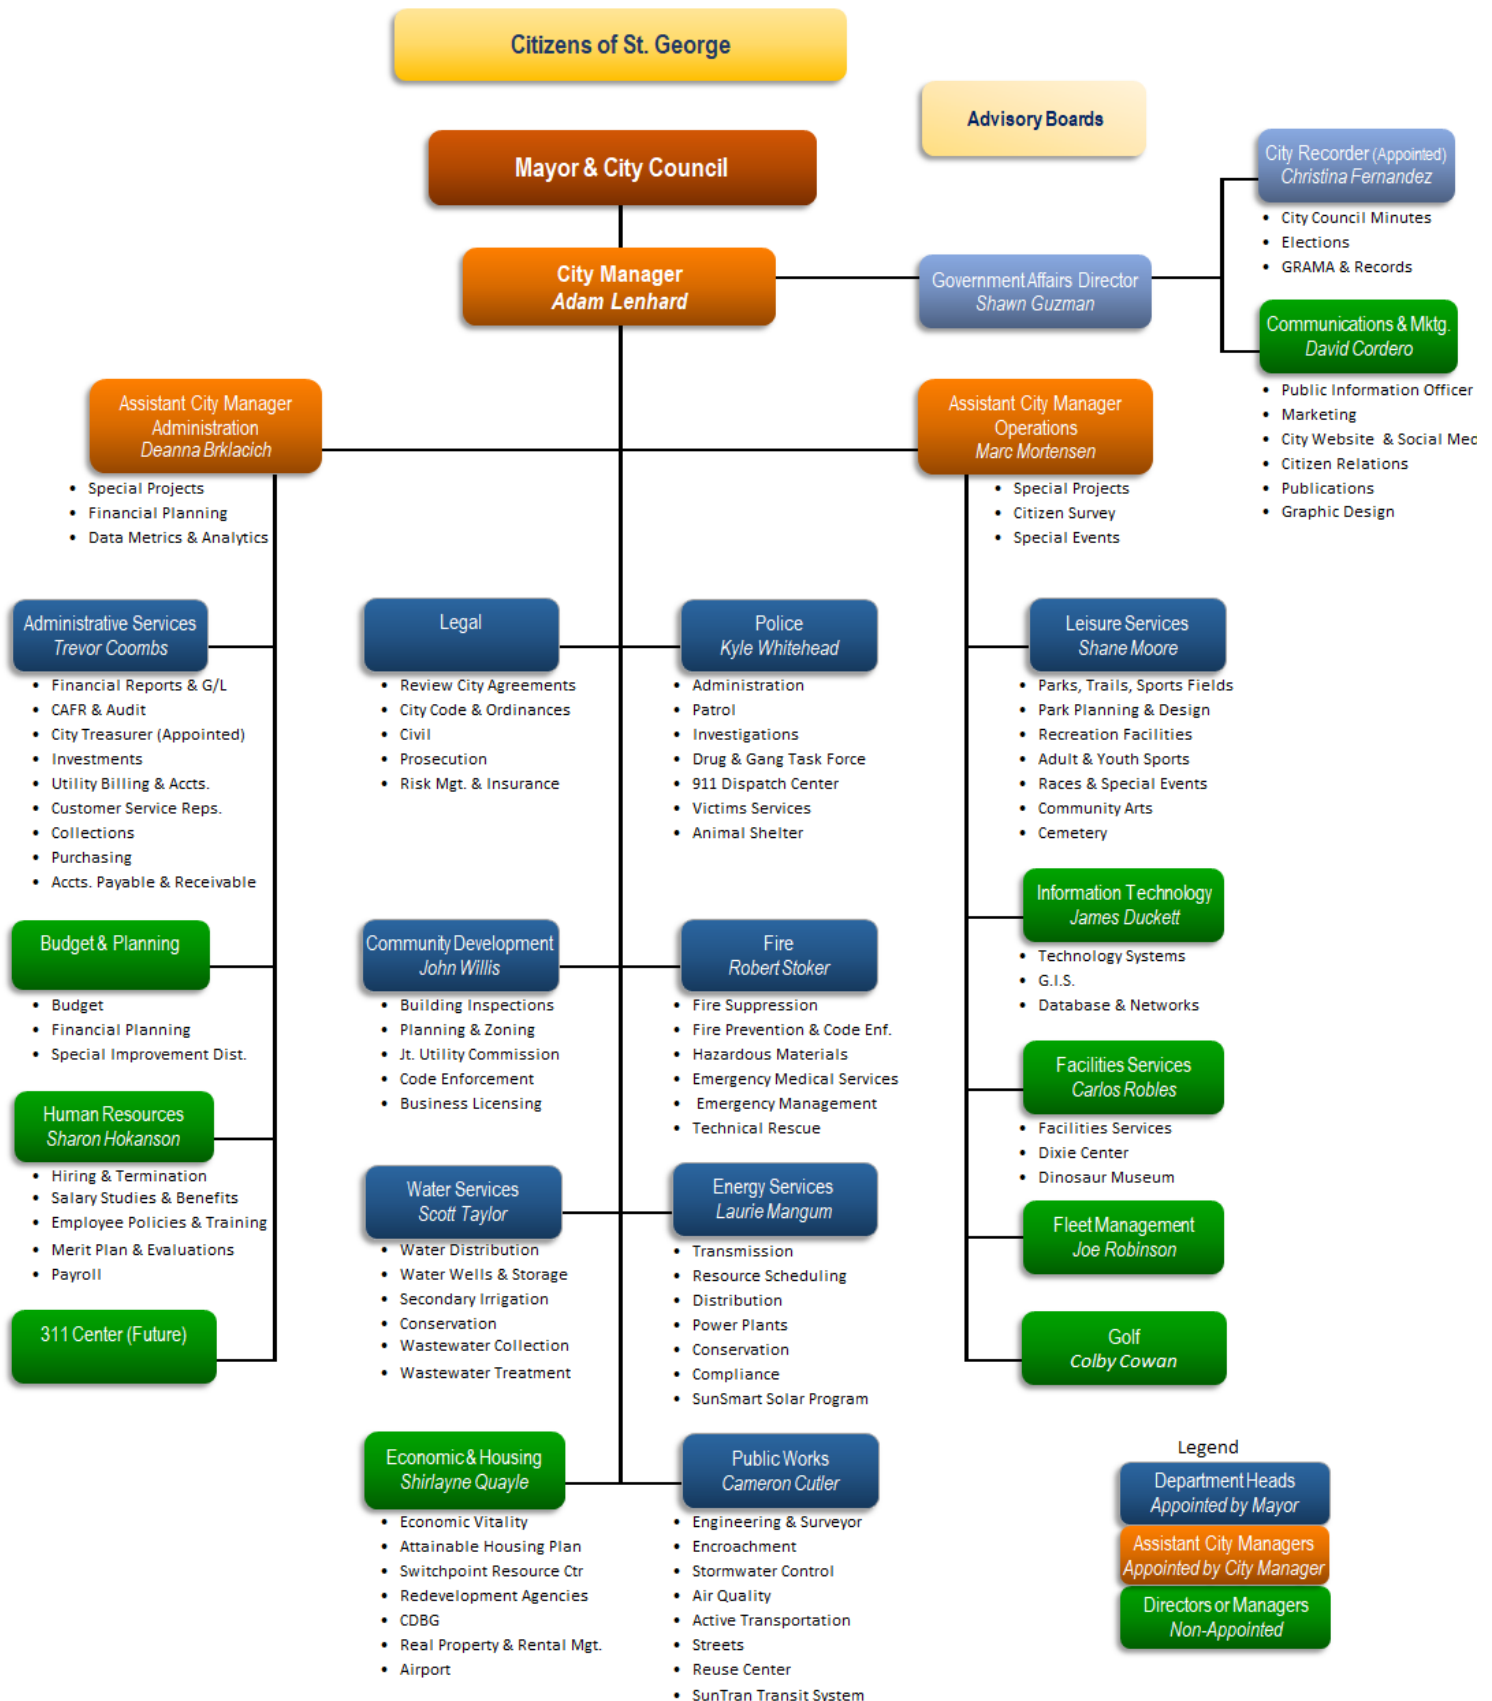 Citizens of St. George
Advisory Boards
Mayor & City Council
City Recorder (Appointed)
Christina Fernandez
• City Council Minutes
• Elections
• GRAMA & Records
City Manager
Adam Lenhard
Government Affairs Director
Shawn Guzman
Communications & Mktg.
David Cordero
• Public Information Officer
• Marketing
• City Website & Social Med
• Citizen Relations
• Publications
• Graphic Design
Assistant City Manager
Administration
Deanna Brklacich
• Special Projects
• Financial Planning
• Data Metrics & Analytics
Assistant City Manager
Operations
Marc Mortensen
• Special Projects
• Citizen Survey
• Special Events
Administrative Services
Trevor Coombs
• Financial Reports & G/L
• CAFR & Audit
• City Treasurer (Appointed)
• Investments
• Utility Billing & Accts.
• Customer Service Reps.
• Collections
• Purchasing
• Accts. Payable & Receivable
Budget & Planning
• Budget
• Financial Planning
• Special Improvement Dist.
Human Resources
Sharon Hokanson
• Hiring & Termination
• Salary Studies & Benefits
• Employee Policies & Training
• Merit Plan & Evaluations
• Payroll
311 Center (Future)
Legal
• Review City Agreements
• City Code & Ordinances
• Civil
• Prosecution
• Risk Mgt. & Insurance
Community Development
John Willis
• Building Inspections
• Planning & Zoning
• Jt. Utility Commission
• Code Enforcement
• Business Licensing
Water Services
Scott Taylor
• Water Distribution
• Water Wells & Storage
• Secondary Irrigation
• Conservation
• Wastewater Collection
• Wastewater Treatment
Economic & Housing
Shirlayne Quayle
• Economic Vitality
• Attainable Housing Plan
• Switchpoint Resource Ctr
• Redevelopment Agencies
• CDBG
• Real Property & Rental Mgt.
• Airport
Police
Kyle Whitehead
• Administration
• Patrol
• Investigations
• Drug & Gang Task Force
• 911 Dispatch Center
• Victims Services
• Animal Shelter
Fire
Robert Stoker
• Fire Suppression
• Fire Prevention & Code Enf.
• Hazardous Materials
• Emergency Medical Services
• Emergency Management
• Technical Rescue
Energy Services
Laurie Mangum
• Transmission
• Resource Scheduling
• Distribution
• Power Plants
• Conservation
• Compliance
• SunSmart Solar Program
Public Works
Cameron Cutler
• Engineering & Surveyor
• Encroachment
• Stormwater Control
• Air Quality
• Active Transportation
• Streets
• Reuse Center
• SunTran Transit System
Leisure Services
Shane Moore
• Parks, Trails, Sports Fields
• Park Planning & Design
• Recreation Facilities
• Adult & Youth Sports
• Races & Special Events
• Community Arts
• Cemetery
Information Technology
James Duckett
• Technology Systems
• G.I.S.
• Database & Networks
Facilities Services
Carlos Robles
• Facilities Services
• Dixie Center
• Dinosaur Museum
Fleet Management
Joe Robinson
Golf
Colby Cowan
Legend
Department Heads
Appointed by Mayor
Assistant City Managers
Appointed by City Manager
Directors or Managers
Non-Appointed